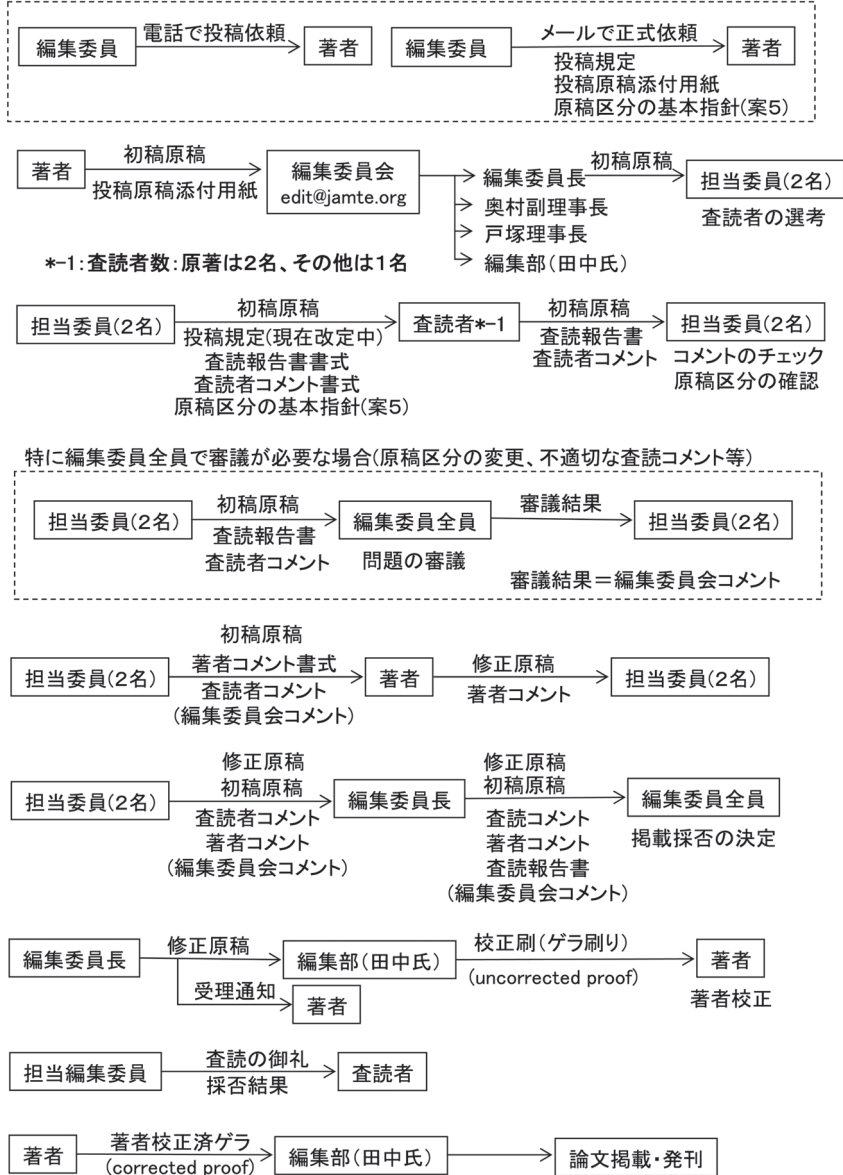 編集委員 電話で投稿依頼 著者 編集委員 メールで正式依頼 著者
投稿規定
投稿原稿添付用紙
原稿区分の基本指針(案5)
著者 初稿原稿 編集委員会 編集委員長 初稿原稿 担当委員(2名)
投稿原稿添付用紙 edit@jamte.org 奥村副理事長 査読者の選考
戸塚理事長
*-1:査読者数:原著は2名、その他は1名 編集部(田中氏)
担当委員(2名) 初稿原稿 査読者*-1 初稿原稿 担当委員(2名)
投稿規定(現在改定中) 査読報告書
査読報告書書式 査読者コメント コメントのチェック
査読者コメント書式 原稿区分の確認
原稿区分の基本指針(案5)
特に編集委員全員で審議が必要な場合(原稿区分の変更、不適切な査読コメント等)
担当委員(2名) 初稿原稿 編集委員全員 審議結果 担当委員(2名)
査読報告書
査読者コメント 問題の審議
審議結果=編集委員会コメント
初稿原稿
担当委員(2名) 著者コメント書式 著者 修正原稿 担当委員(2名)
査読者コメント 著者コメント
(編集委員会コメント)
修正原稿 修正原稿
担当委員(2名) 初稿原稿 編集委員長 初稿原稿 編集委員全員
査読者コメント 査読コメント 掲載採否の決定
著者コメント 著者コメント
(編集委員会コメント) 査読報告書
(編集委員会コメント)
編集委員長 修正原稿 編集部(田中氏) 校正刷(ゲラ刷り) 著者
(uncorrected proof)
受理通知 著者 著者校正
担当編集委員 査読の御礼 査読者
採否結果
著者 著者校正済ゲラ 編集部(田中氏) 論文掲載・発刊
(corrected proof)